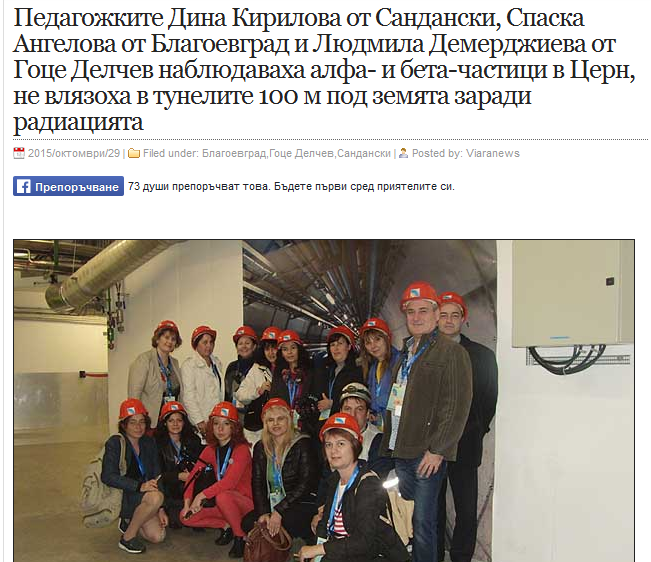 Педагожките Дина Кирилова от Сандански, Спаска
Ангелова от Благоевград и Людмила Демерджиева от
Гоце Делчев наблюдаваха алфа- и бета-частици в Церн,
не влязоха в тунелите 100 м под земята заради
радиацията
2015/октомври/29 | Filed under: Благоевград,Гоце Делчев,Сандански | Posted by: Viaranews
Препоръчване 73 души препоръчват това. Бъдете първи сред приятелите си.